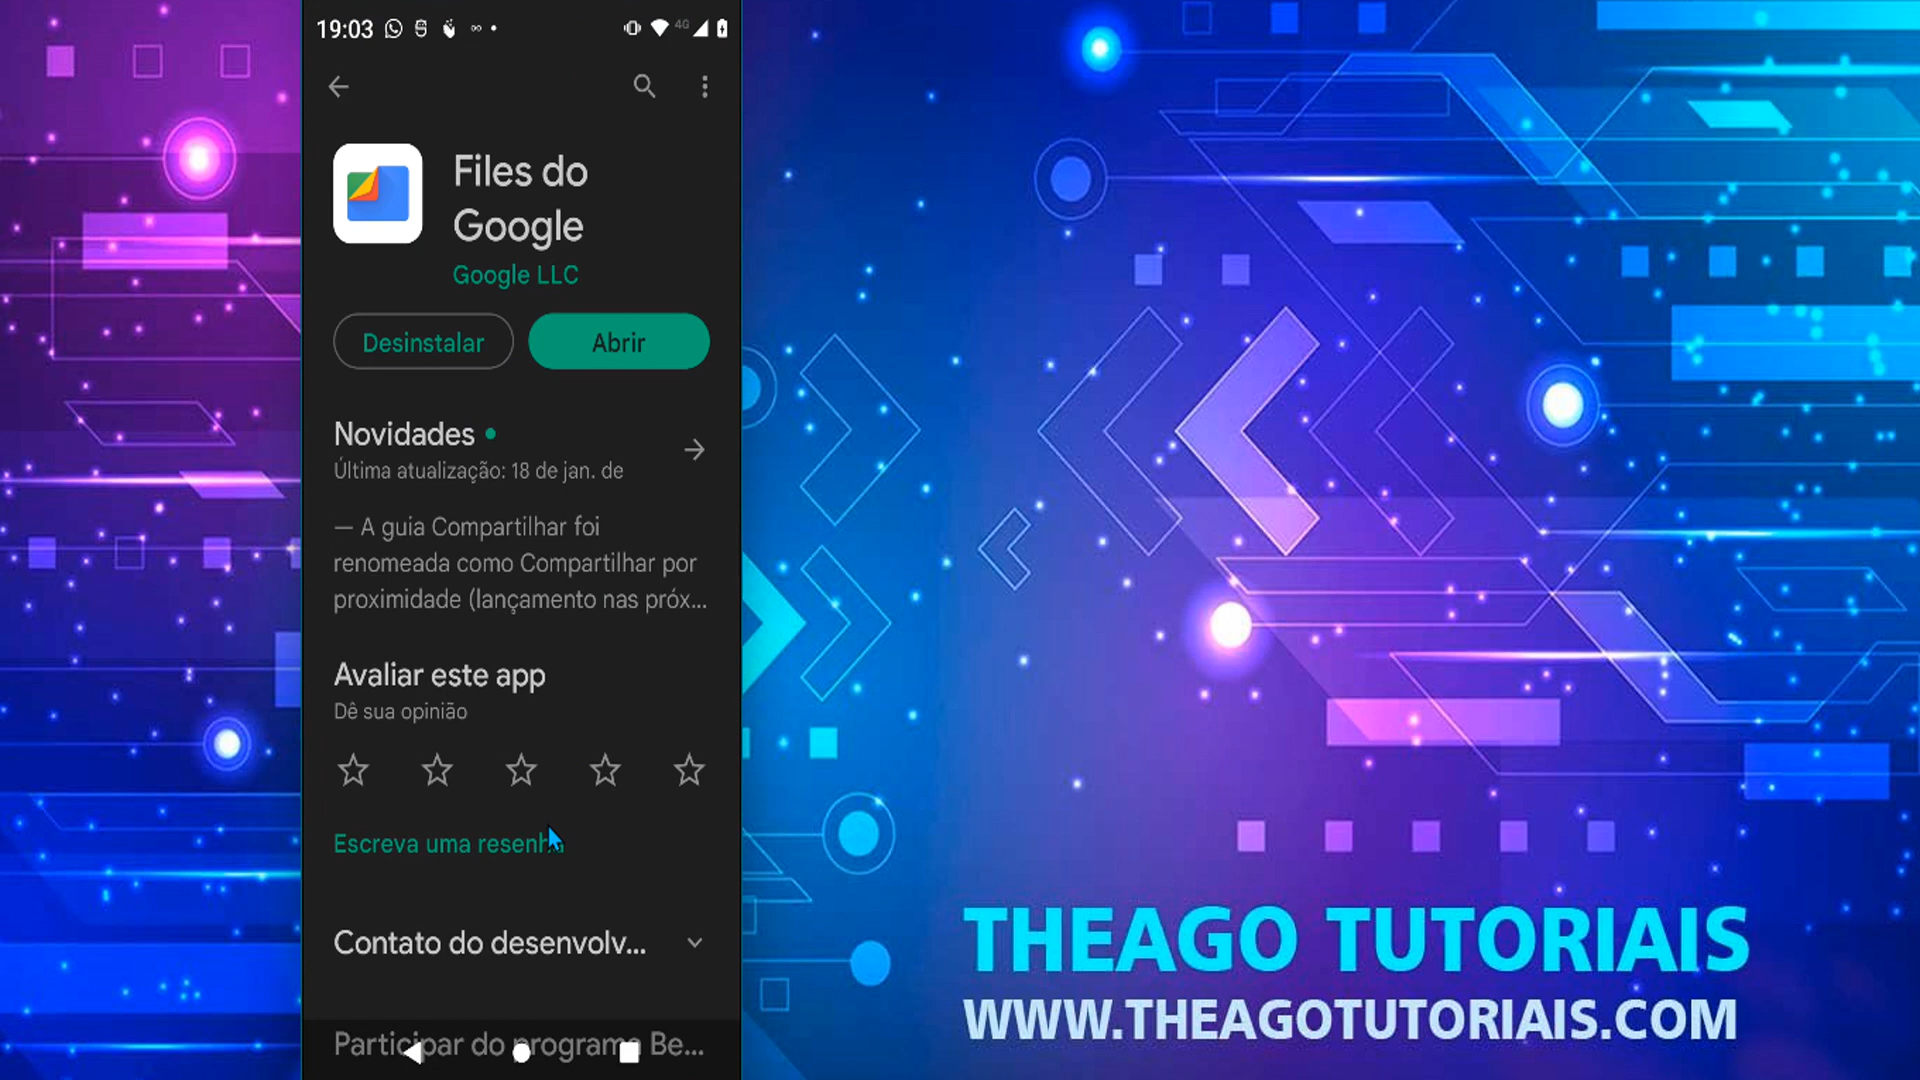 19:03
4G
Files do
Google
Google LLC
Desinstalar
Abrir
Novidades
Última atualização: 18 de jan. de
— A guia Compartilhar foi
renomeada como Compartilhar por
proximidade (lançamento nas próx...
Avaliar este app
Dê sua opinião
Escreva uma resenha
Contato do desenvolv...
Participar do programa Be...
THEAGO TUTORIAIS
WWW.THEAGOTUTORIAIS.COM